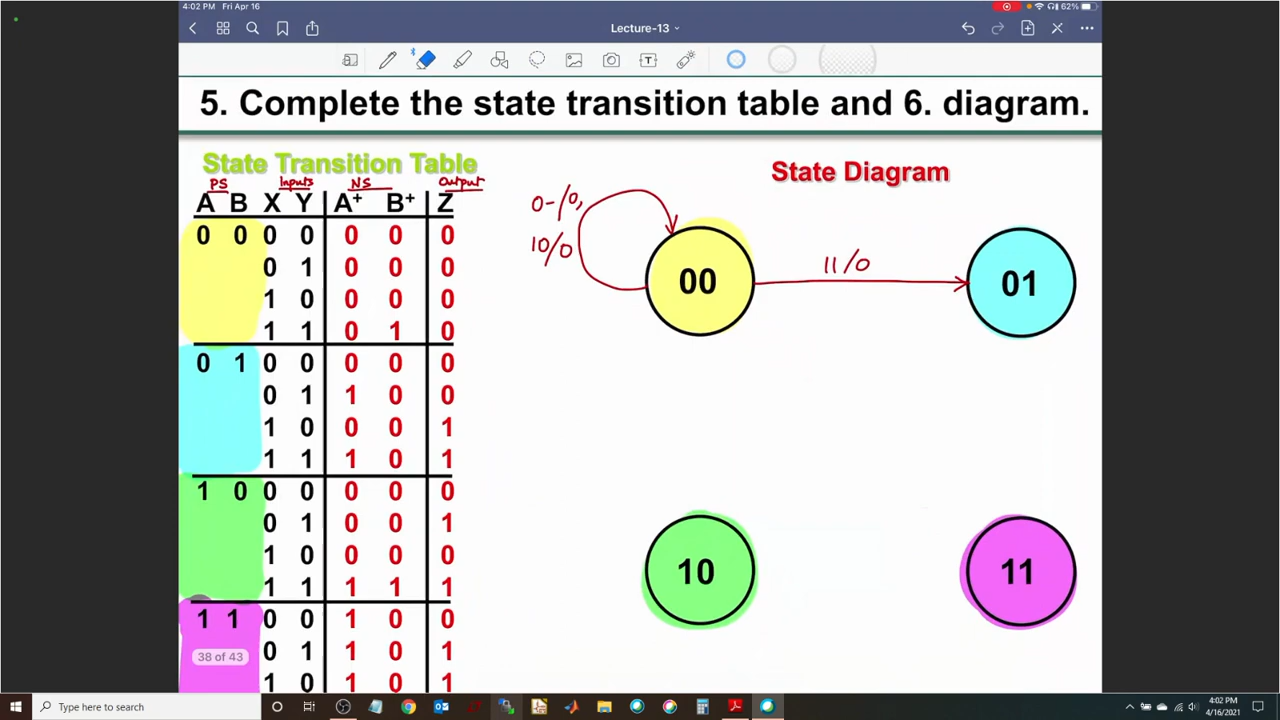 4:02 PM Fri Apr 16
62%
Lecture-13
5. Complete the state transition table and 6. diagram.
State Transition Table
PS Inputs NS Output
A B X Y A+ B+ Z
0 0 0 0 0 0 0
0 1 0 0 0
1 0 0 0 0
1 1 0 1 0
0 1 0 0 0 0 0
0 1 1 0 0
1 0 0 0 1
1 1 1 0 1
1 0 0 0 0 0 0
0 1 0 0 1
1 0 0 0 0
1 1 1 1 1
1 1 0 0 1 0 0
0 1 1 0 1
1 0 1 0 1
38 of 43
State Diagram
0-/0,
10/0
00
11/0
01
10
11
Type here to search
4:02 PM
4/16/2021